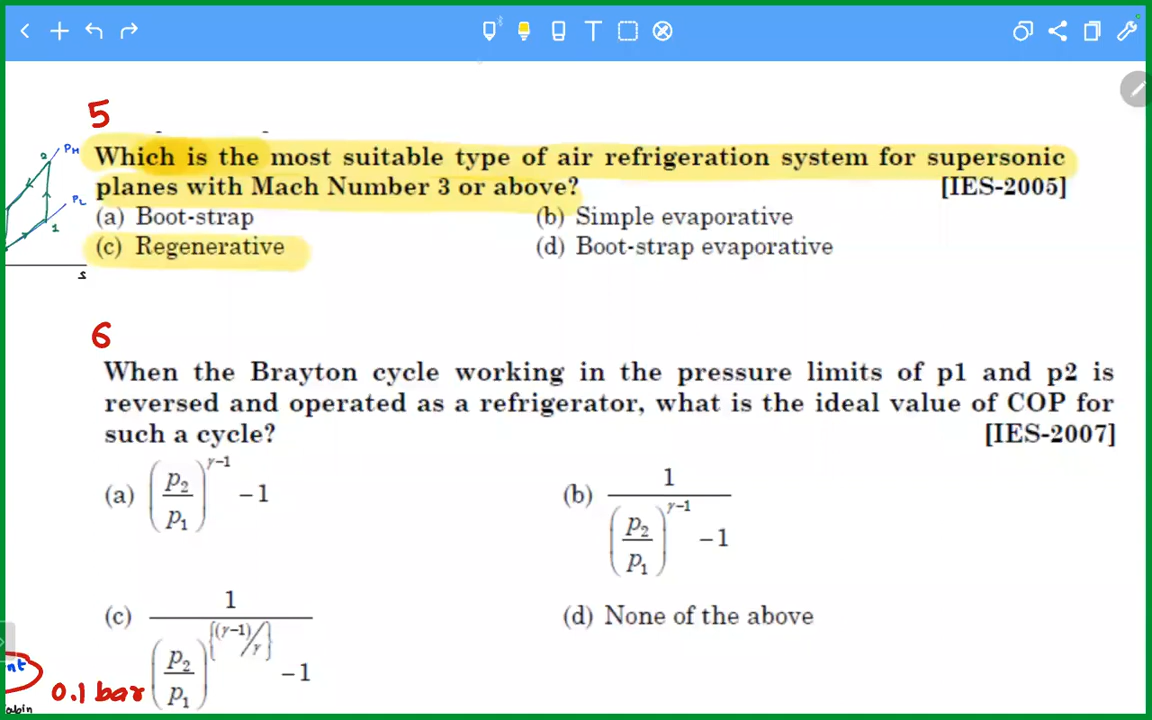 5
Which is the most suitable type of air refrigeration system for supersonic
planes with Mach Number 3 or above? [IES-2005]
(a) Boot-strap (b) Simple evaporative
(c) Regenerative (d) Boot-strap evaporative
2 PH
PL
1
s
6
When the Brayton cycle working in the pressure limits of p1 and p2 is
reversed and operated as a refrigerator, what is the ideal value of COP for
such a cycle? [IES-2007]
(a) (p₂/p₁)^(γ−1) −1 (b) 1/((p₂/p₁)^(γ−1) −1)
(c) 1/((p₂/p₁)^{(γ−1)/γ} −1) (d) None of the above
0.1 bar